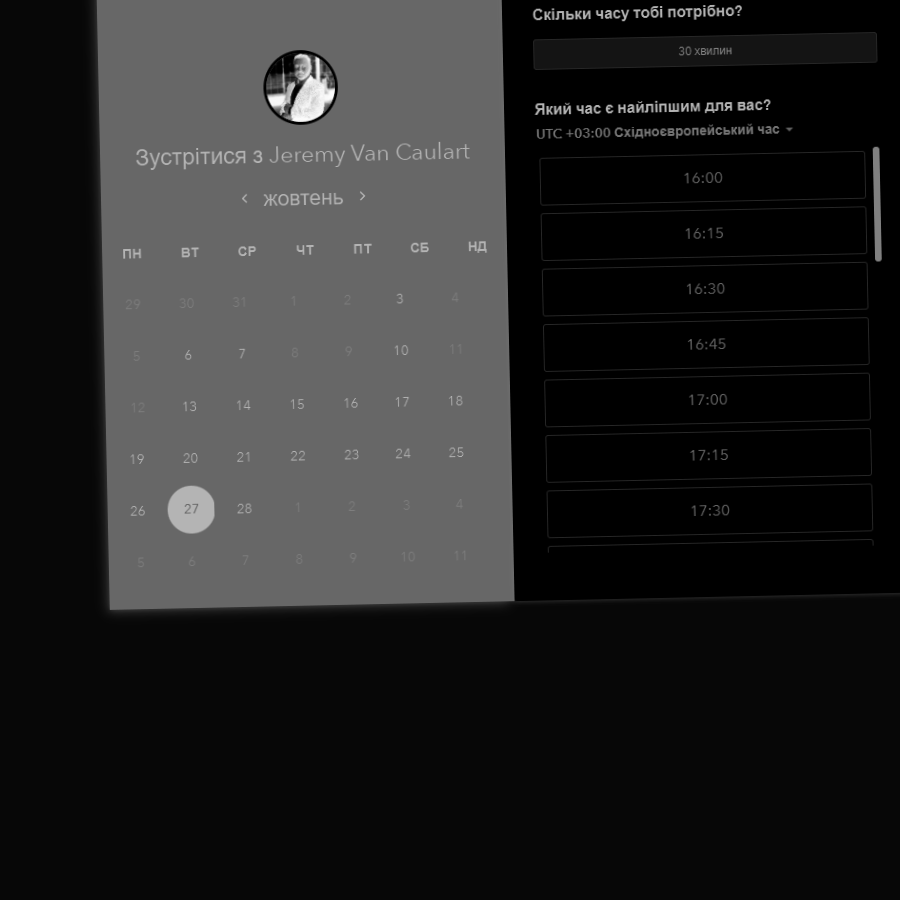 Зустрітися з Jeremy Van Caulart
‹ жовтень ›
ПН ВТ СР ЧТ ПТ СБ НД
29 30 31 1 2 3 4
5 6 7 8 9 10 11
12 13 14 15 16 17 18
19 20 21 22 23 24 25
26 27 28 1 2 3 4
5 6 7 8 9 10 11
Скільки часу тобі потрібно?
30 хвилин
Який час є найліпшим для вас?
UTC +03:00 Східноєвропейський час
16:00
16:15
16:30
16:45
17:00
17:15
17:30